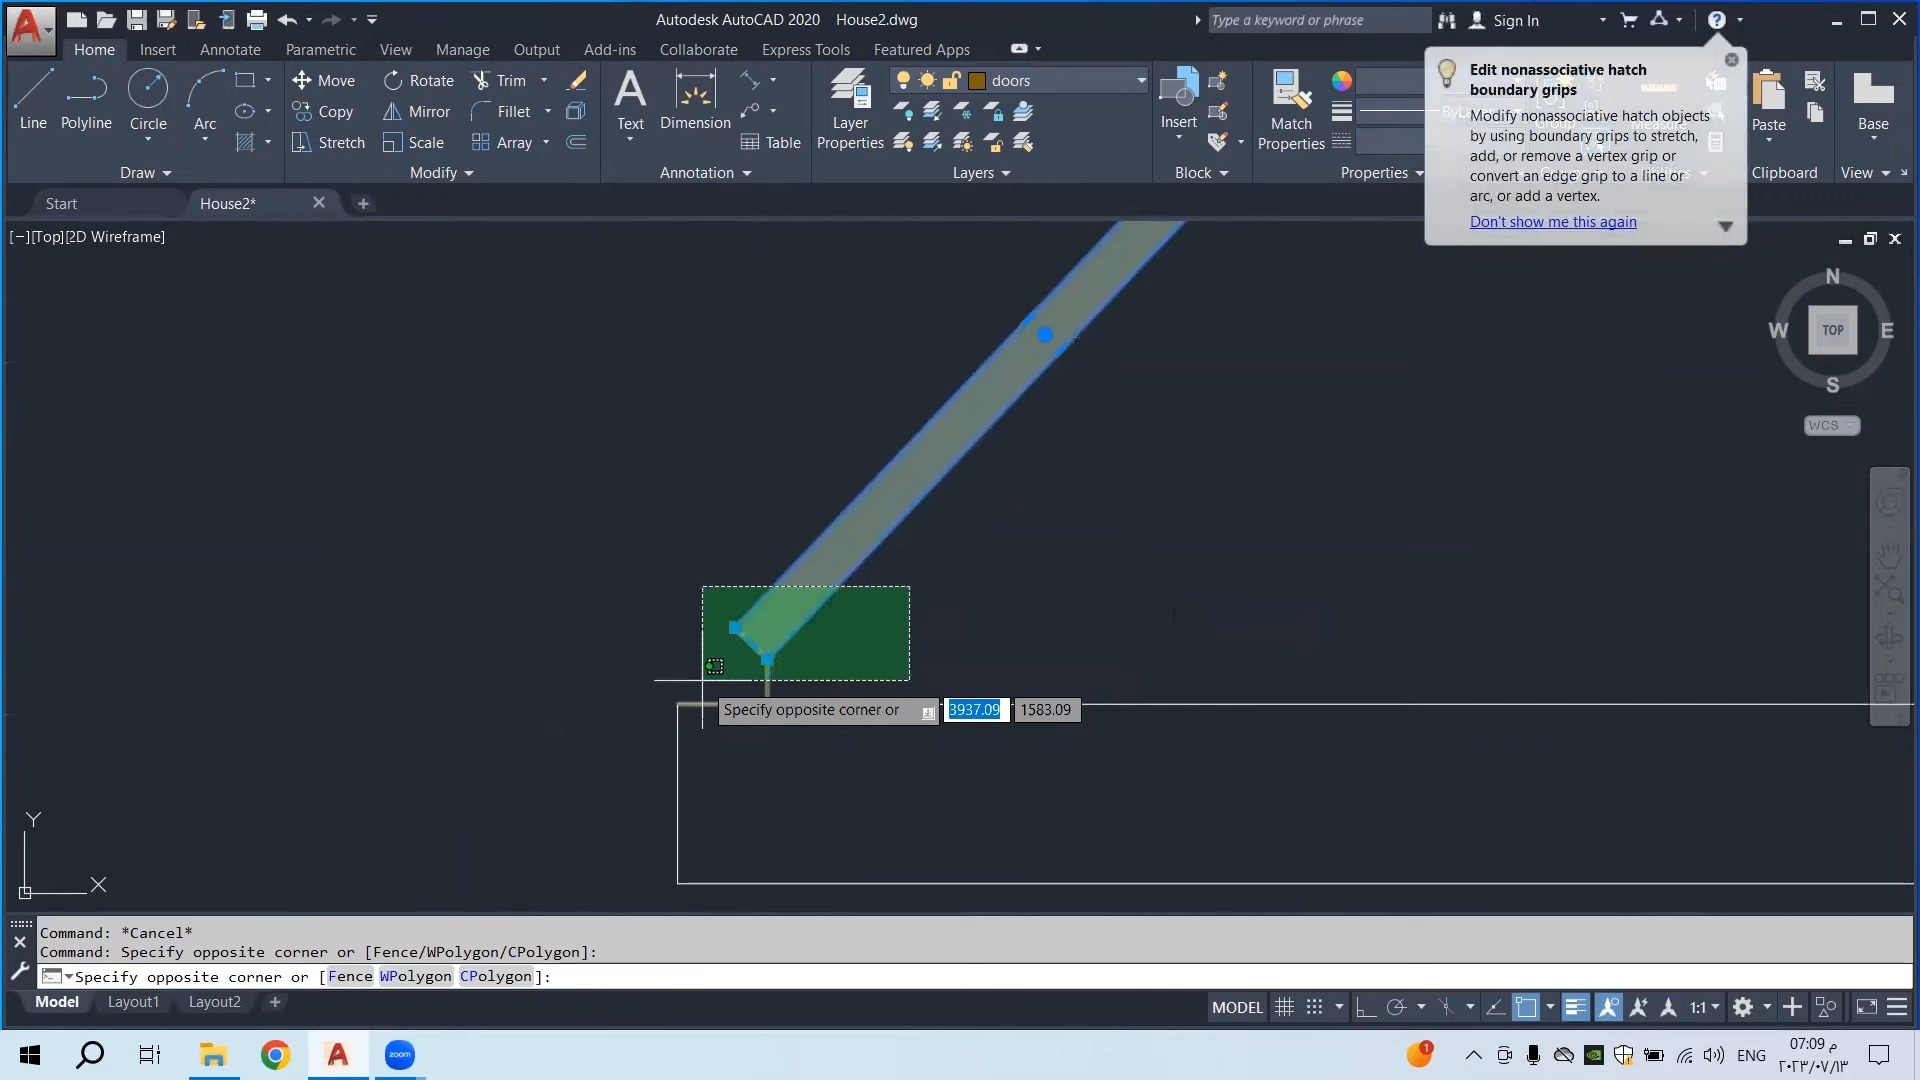 Autodesk AutoCAD 2020 House2.dwg
Type a keyword or phrase
Sign In
Home Insert Annotate Parametric View Manage Output Add-ins Collaborate Express Tools Featured Apps
Line Polyline Circle Arc
Move Rotate Trim
Copy Mirror Fillet
Stretch Scale Array
Text Dimension Table
Layer Properties
doors
Insert
Match Properties
Paste
Base
Draw Modify Annotation Layers Block Properties Clipboard View
Edit nonassociative hatch
boundary grips
Modify nonassociative hatch objects
by using boundary grips to stretch,
add, or remove a vertex grip or
convert an edge grip to a line or
arc, or add a vertex.
Don't show me this again
Start House2*
[−][Top][2D Wireframe]
N
W TOP E
S
WCS
Specify opposite corner or 3937.09 1583.09
Y
X
Command: *Cancel*
Command: Specify opposite corner or [Fence/WPolygon/CPolygon]:
Specify opposite corner or [Fence WPolygon CPolygon]:
Model Layout1 Layout2
MODEL 1:1
zoom
1
ENG
07:09 م
٢٠٢٣/٠٧/١٣